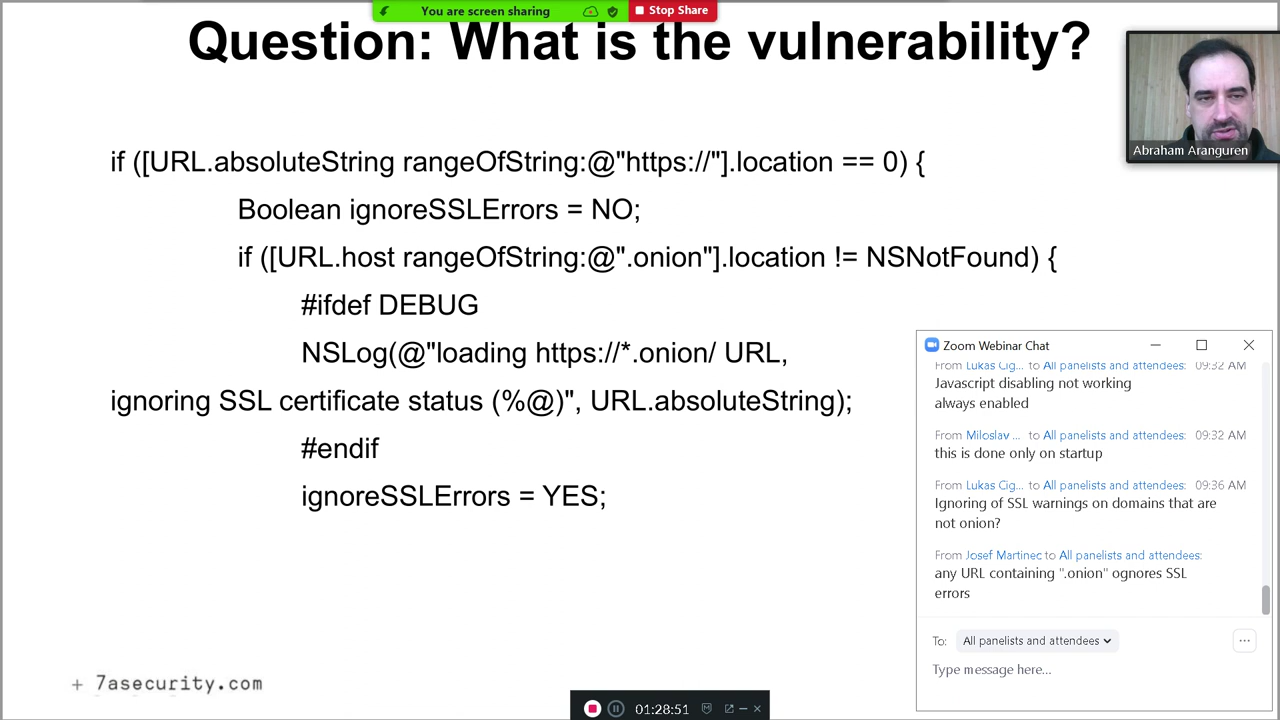 You are screen sharing
Stop Share
Question: What is the vulnerability?
Abraham Aranguren
if ([URL.absoluteString rangeOfString:@"https://"].location == 0) {
Boolean ignoreSSLErrors = NO;
if ([URL.host rangeOfString:@".onion"].location != NSNotFound) {
#ifdef DEBUG
NSLog(@"loading https://*.onion/ URL,
ignoring SSL certificate status (%@)", URL.absoluteString);
#endif
ignoreSSLErrors = YES;
+ 7asecurity.com
Zoom Webinar Chat
From Lukas Cig... to All panelists and attendees: 09:32 AM
Javascript disabling not working
always enabled
From Miloslav ... to All panelists and attendees: 09:32 AM
this is done only on startup
From Lukas Cig... to All panelists and attendees: 09:36 AM
Ignoring of SSL warnings on domains that are
not onion?
From Josef Martinec to All panelists and attendees:
any URL containing ".onion" ognores SSL
errors
To: All panelists and attendees
Type message here...
01:28:51